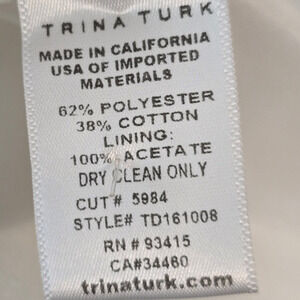 TRINA TURK
MADE IN CALIFORNIA
USA OF IMPORTED
MATERIALS
62% POLYESTER
38% COTTON
LINING:
100% ACETATE
DRY CLEAN ONLY
CUT# 5984
STYLE# TD161008
RN # 93415
CA#34460
trinaturk.com